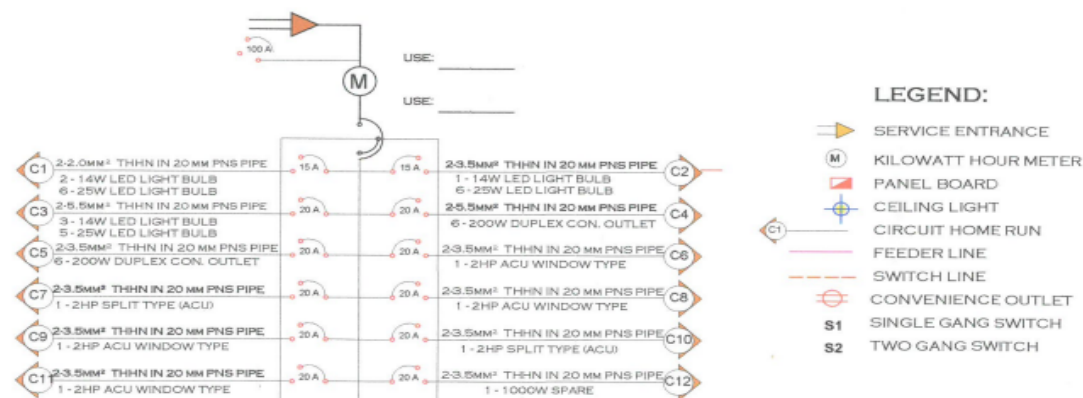 100 A
USE:
M
USE:
C1
2-2.0MM² THHN IN 20 MM PNS PIPE
2 - 14W LED LIGHT BULB
6 - 25W LED LIGHT BULB
15 A
15 A
2-3.5MM² THHN IN 20 MM PNS PIPE
1 - 14W LED LIGHT BULB
6 - 25W LED LIGHT BULB
C2
C3
2-5.5MM² THHN IN 20 MM PNS PIPE
3 - 14W LED LIGHT BULB
5 - 25W LED LIGHT BULB
20 A
20 A
2-5.5MM² THHN IN 20 MM PNS PIPE
6 - 200W DUPLEX CON. OUTLET
C4
C5
2-3.5MM² THHN IN 20 MM PNS PIPE
6 - 200W DUPLEX CON. OUTLET
20 A
20 A
2-3.5MM² THHN IN 20 MM PNS PIPE
1 - 2HP ACU WINDOW TYPE
C6
C7
2-3.5MM² THHN IN 20 MM PNS PIPE
1 - 2HP SPLIT TYPE (ACU)
20 A
20 A
2-3.5MM² THHN IN 20 MM PNS PIPE
1 - 2HP ACU WINDOW TYPE
C8
C9
2-3.5MM² THHN IN 20 MM PNS PIPE
1 - 2HP ACU WINDOW TYPE
20 A
20 A
2-3.5MM² THHN IN 20 MM PNS PIPE
1 - 2HP SPLIT TYPE (ACU)
C10
C11
2-3.5MM² THHN IN 20 MM PNS PIPE
1 - 2HP ACU WINDOW TYPE
20 A
20 A
2-3.5MM² THHN IN 20 MM PNS PIPE
1 - 1000W SPARE
C12
LEGEND:
SERVICE ENTRANCE
M KILOWATT HOUR METER
PANEL BOARD
CEILING LIGHT
C1 CIRCUIT HOME RUN
FEEDER LINE
SWITCH LINE
CONVENIENCE OUTLET
S1 SINGLE GANG SWITCH
S2 TWO GANG SWITCH